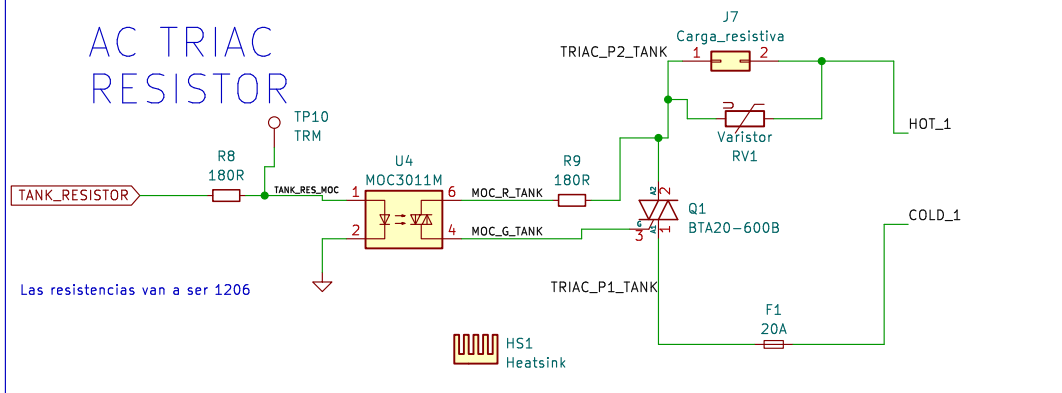 AC TRIAC
RESISTOR
J7
Carga_resistiva
TRIAC_P2_TANK
1
2
TP10
TRM
Varistor
RV1
HOT_1
R8
180R
TANK_RESISTOR
TANK_RES_MOC
U4
MOC3011M
1
6
2
4
MOC_R_TANK
MOC_G_TANK
R9
180R
A2
2
G
3
A1
1
Q1
BTA20-600B
COLD_1
Las resistencias van a ser 1206
TRIAC_P1_TANK
F1
20A
HS1
Heatsink